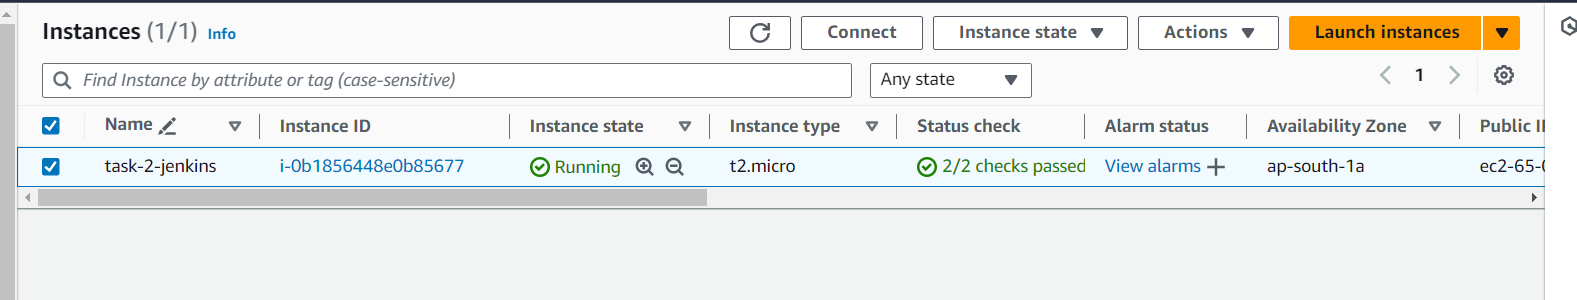 Instances (1/1) Info
Connect Instance state Actions Launch instances
Find Instance by attribute or tag (case-sensitive) Any state 1
Name Instance ID Instance state Instance type Status check Alarm status Availability Zone Public
task-2-jenkins i-0b1856448e0b85677 Running t2.micro 2/2 checks passed View alarms ap-south-1a ec2-65-